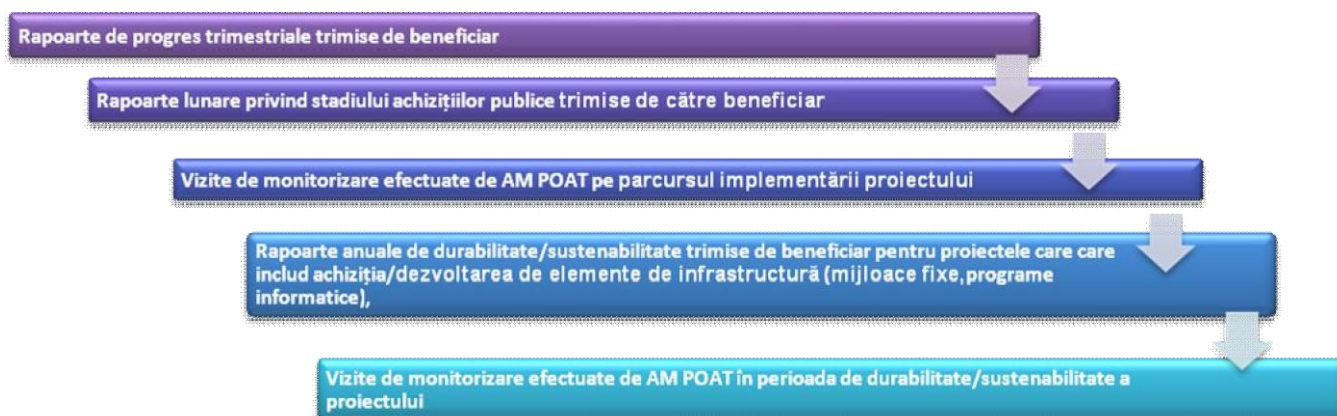 Rapoarte de progres trimestriale trimise de beneficiar
Rapoarte lunare privind stadiului achizițiilor publice trimise de către beneficiar
Vizite de monitorizare efectuate de AM POAT pe parcursul implementării proiectului
Rapoarte anuale de durabilitate/sustenabilitate trimise de beneficiar pentru proiectele care care
includ achiziția/dezvoltarea de elemente de infrastructură (mijloace fixe,programe
informatice),
Vizite de monitorizare efectuate de AM POAT în perioada de durabilitate/sustenabilitate a
proiectului